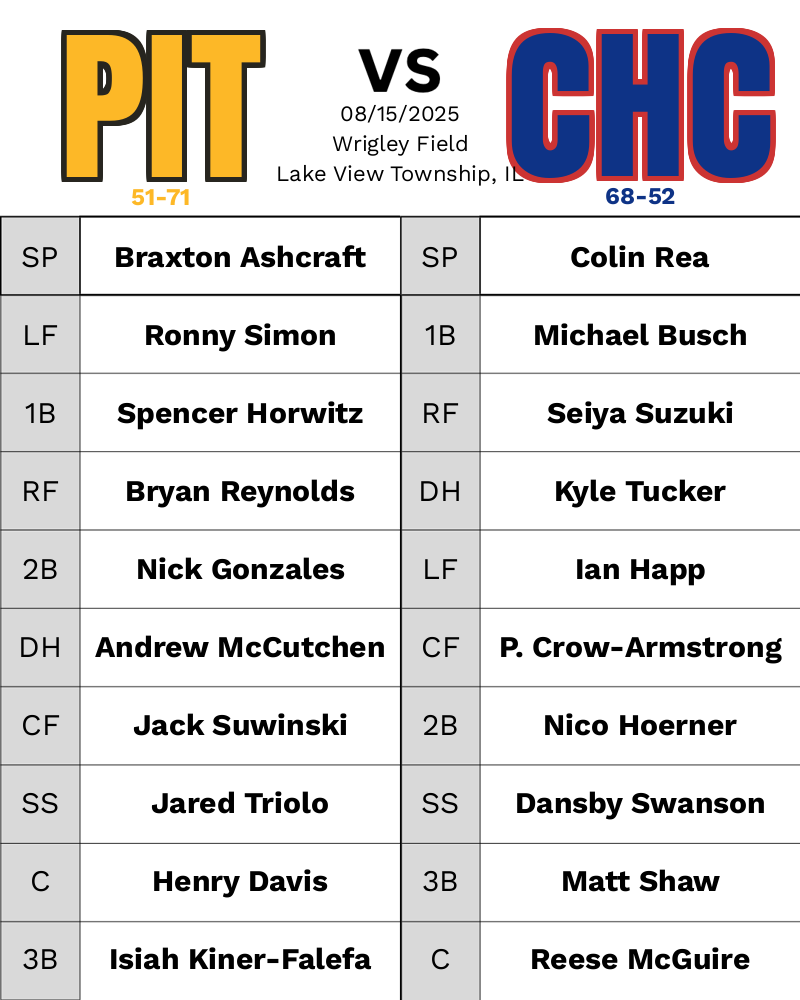 PIT
VS
CHC
08/15/2025
Wrigley Field
Lake View Township, IL
51-71
68-52
SP Braxton Ashcraft SP Colin Rea
LF Ronny Simon 1B Michael Busch
1B Spencer Horwitz RF Seiya Suzuki
RF Bryan Reynolds DH Kyle Tucker
2B Nick Gonzales LF Ian Happ
DH Andrew McCutchen CF P. Crow-Armstrong
CF Jack Suwinski 2B Nico Hoerner
SS Jared Triolo SS Dansby Swanson
C Henry Davis 3B Matt Shaw
3B Isiah Kiner-Falefa C Reese McGuire